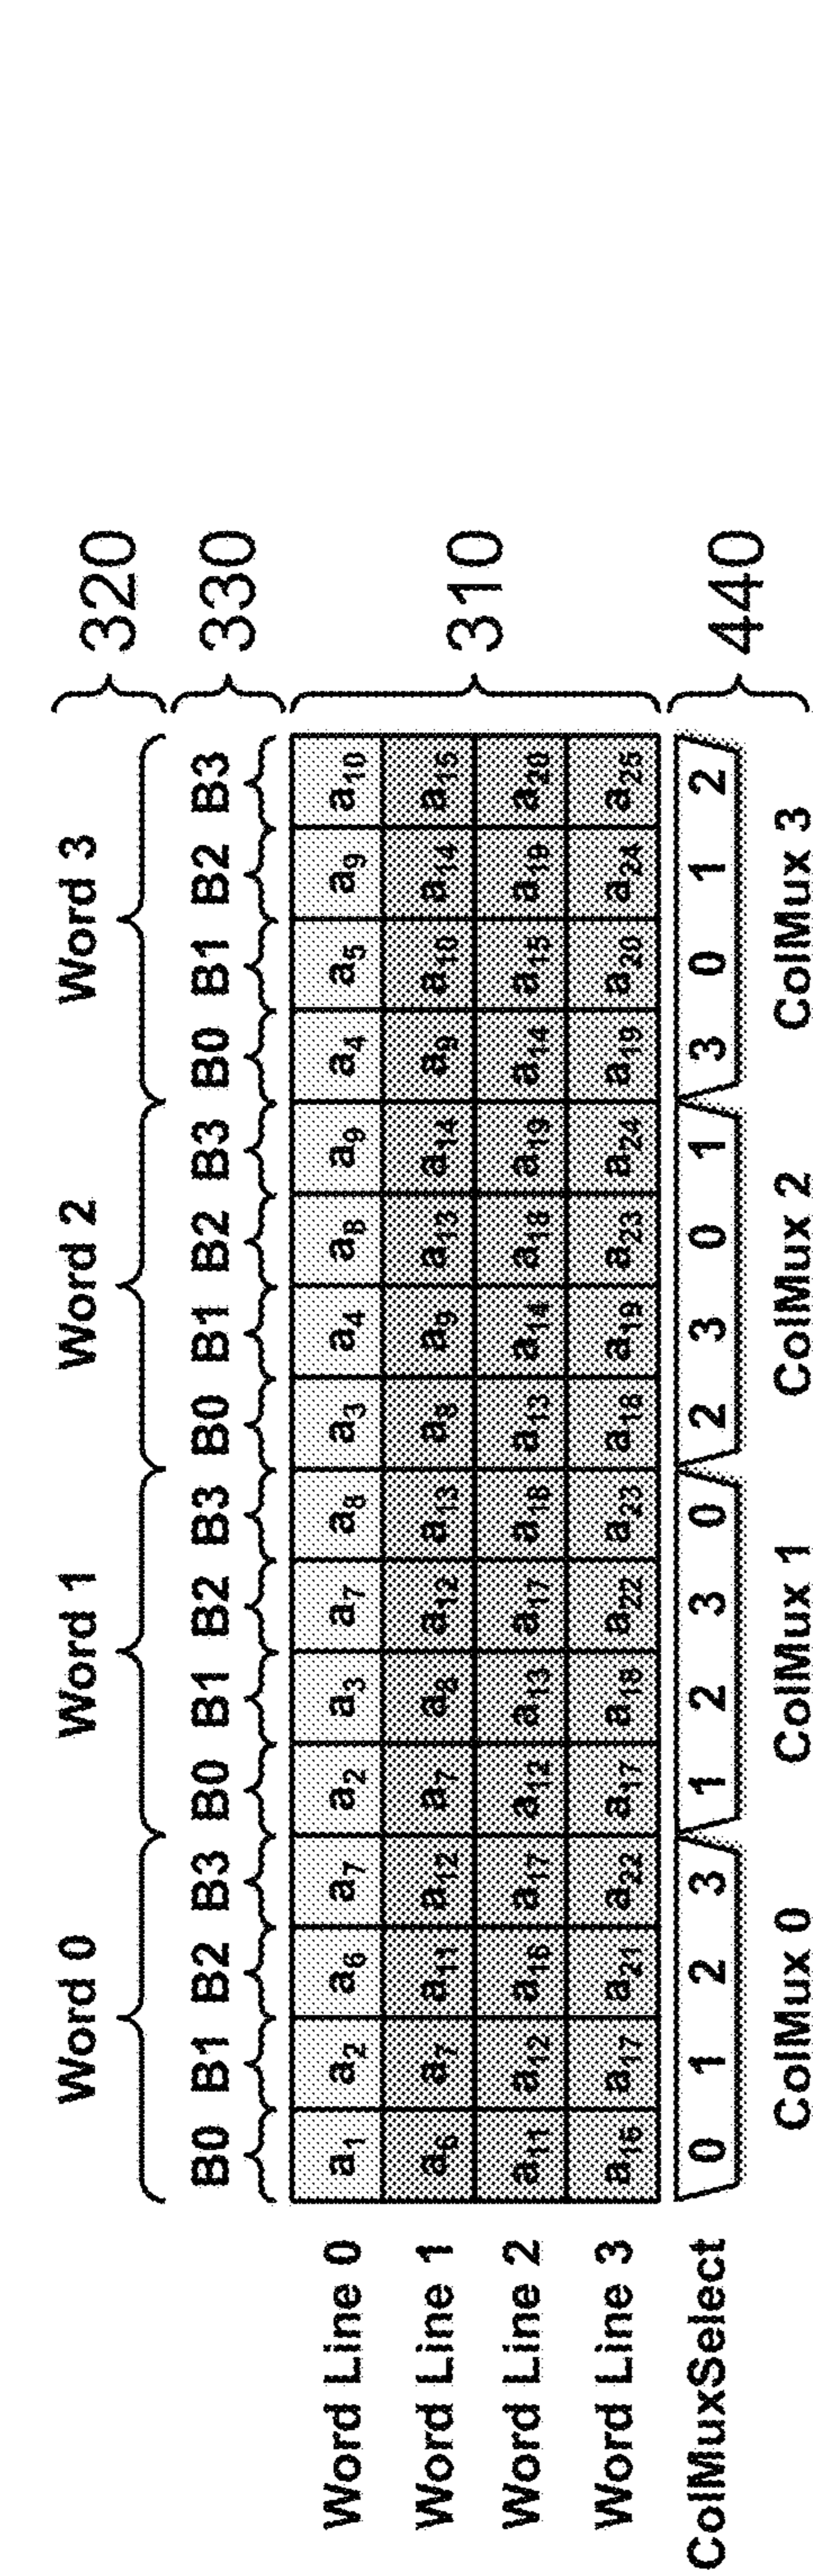 Word 0 Word 1 Word 2 Word 3 320
B0 B1 B2 B3 B0 B1 B2 B3 B0 B1 B2 B3 B0 B1 B2 B3 330
Word Line 0 a1 a2 a6 a7 a2 a3 a7 a8 a3 a4 a8 a9 a4 a5 a9 a10
Word Line 1 a6 a7 a11 a12 a7 a8 a12 a13 a8 a9 a13 a14 a9 a10 a14 a15
310
Word Line 2 a11 a12 a16 a17 a12 a13 a17 a18 a13 a14 a18 a19 a14 a15 a19 a20
Word Line 3 a16 a17 a21 a22 a17 a18 a22 a23 a18 a19 a23 a24 a19 a20 a24 a25
ColMuxSelect 0 1 2 3 1 2 3 0 2 3 0 1 3 0 1 2 440
ColMux 0 ColMux 1 ColMux 2 ColMux 3